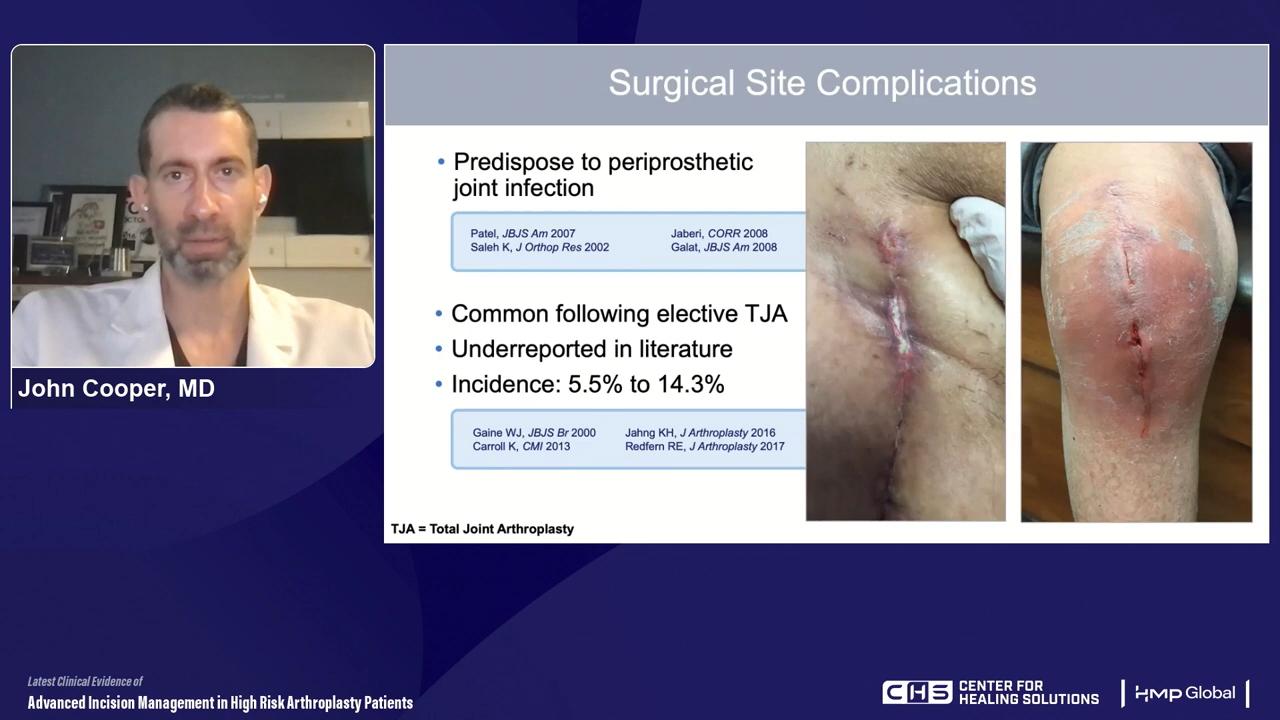 John Cooper, MD
Surgical Site Complications
• Predispose to periprosthetic
joint infection
Patel, JBJS Am 2007
Saleh K, J Orthop Res 2002
Jaberi, CORR 2008
Galat, JBJS Am 2008
• Common following elective TJA
• Underreported in literature
• Incidence: 5.5% to 14.3%
Gaine WJ, JBJS Br 2000
Carroll K, CMI 2013
Jahng KH, J Arthroplasty 2016
Redfern RE, J Arthroplasty 2017
TJA = Total Joint Arthroplasty
Latest Clinical Evidence of
Advanced Incision Management in High Risk Arthroplasty Patients
CHS CENTER FOR
HEALING SOLUTIONS
HMP Global